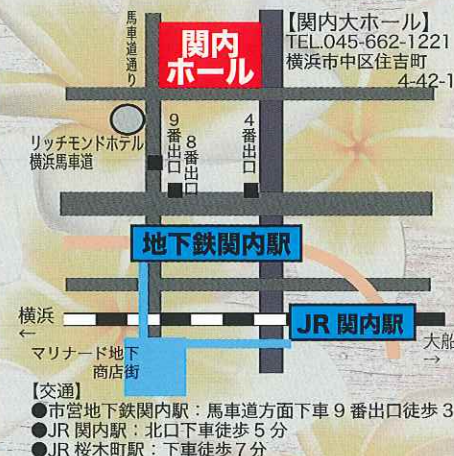 馬車道通り
関内
ホール
【関内大ホール】
TEL.045-662-1221
横浜市中区住吉町
4-42-1
リッチモンドホテル
横浜馬車道
9番出口
8番出口
4番出口
地下鉄関内駅
横浜
←
JR 関内駅
大船
→
マリナード地下
商店街
【交通】
●市営地下鉄関内駅：馬車道方面下車 9 番出口徒歩 3
●JR 関内駅：北口下車徒歩 5 分
●JR 桜木町駅：下車徒歩 7 分